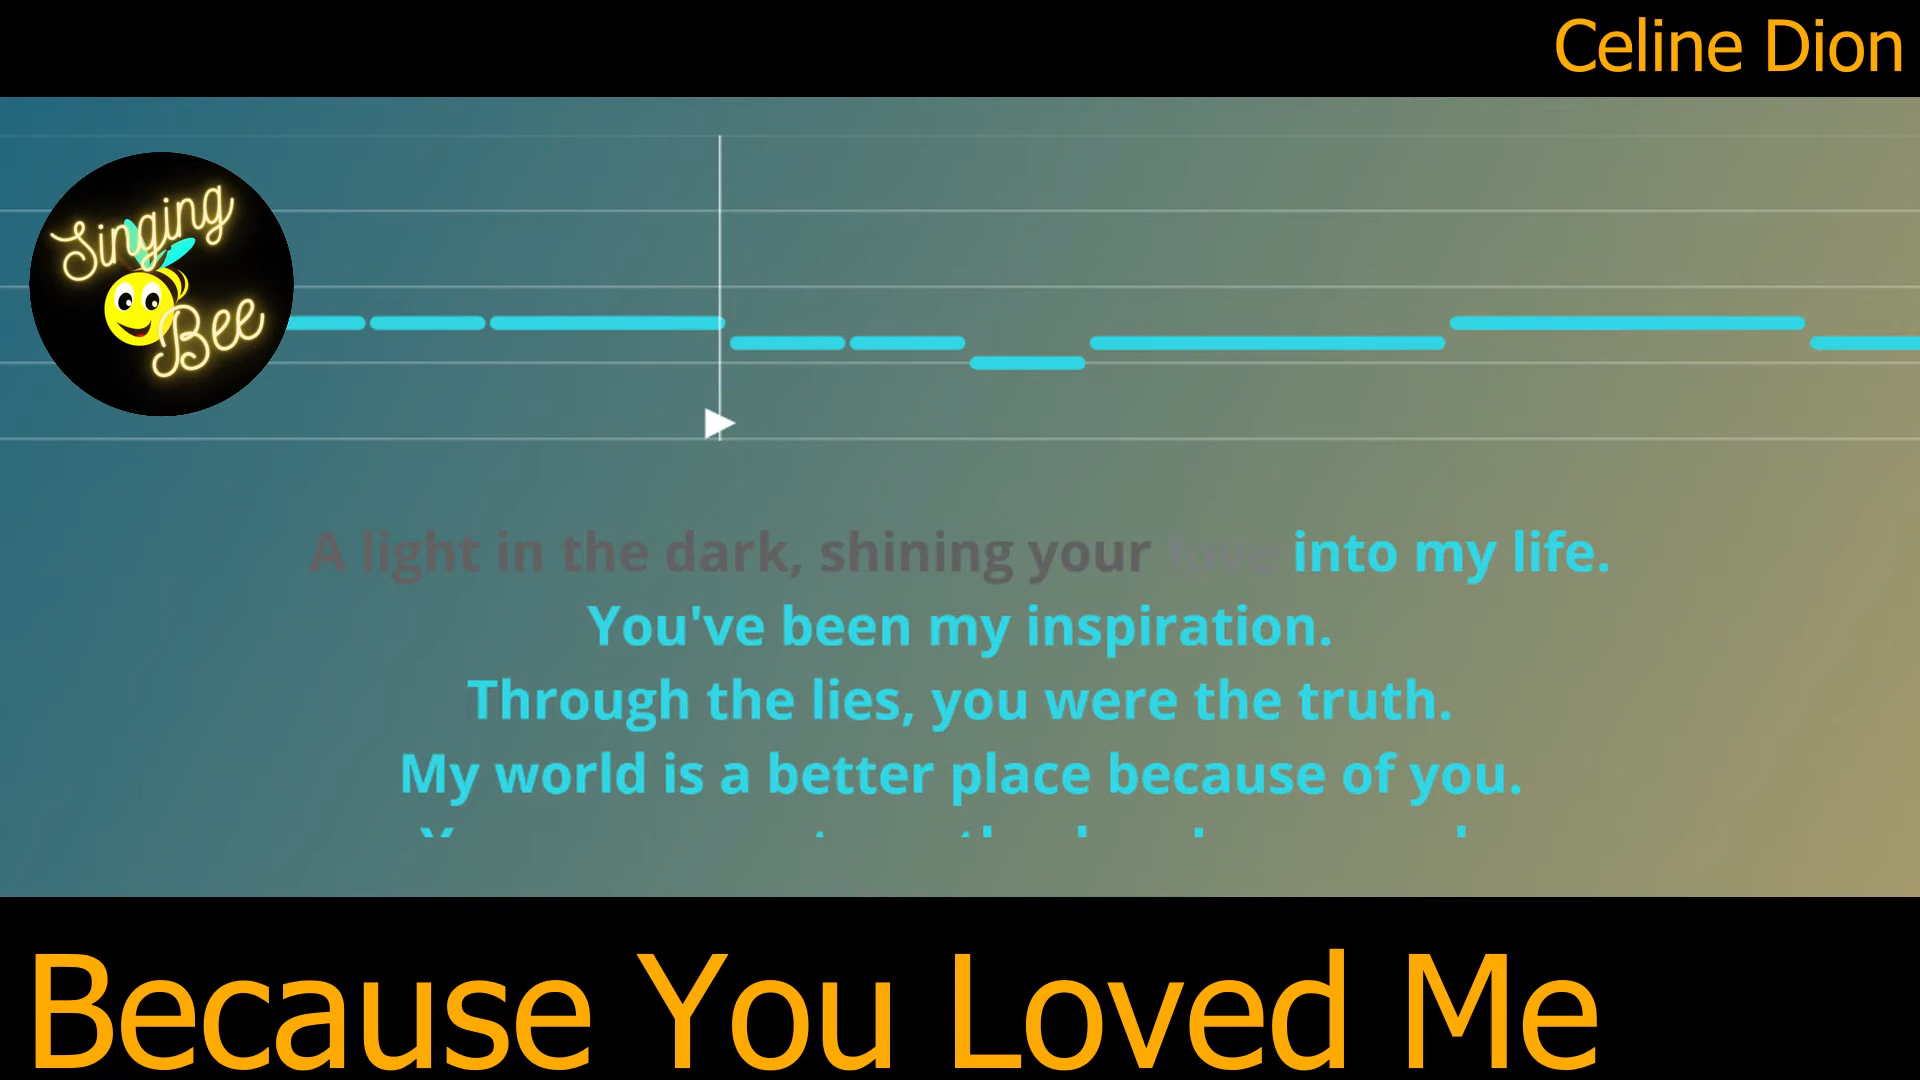 Celine Dion
Singing
Bee
A light in the dark, shining your love into my life.
You've been my inspiration.
Through the lies, you were the truth.
My world is a better place because of you.
Because You Loved Me